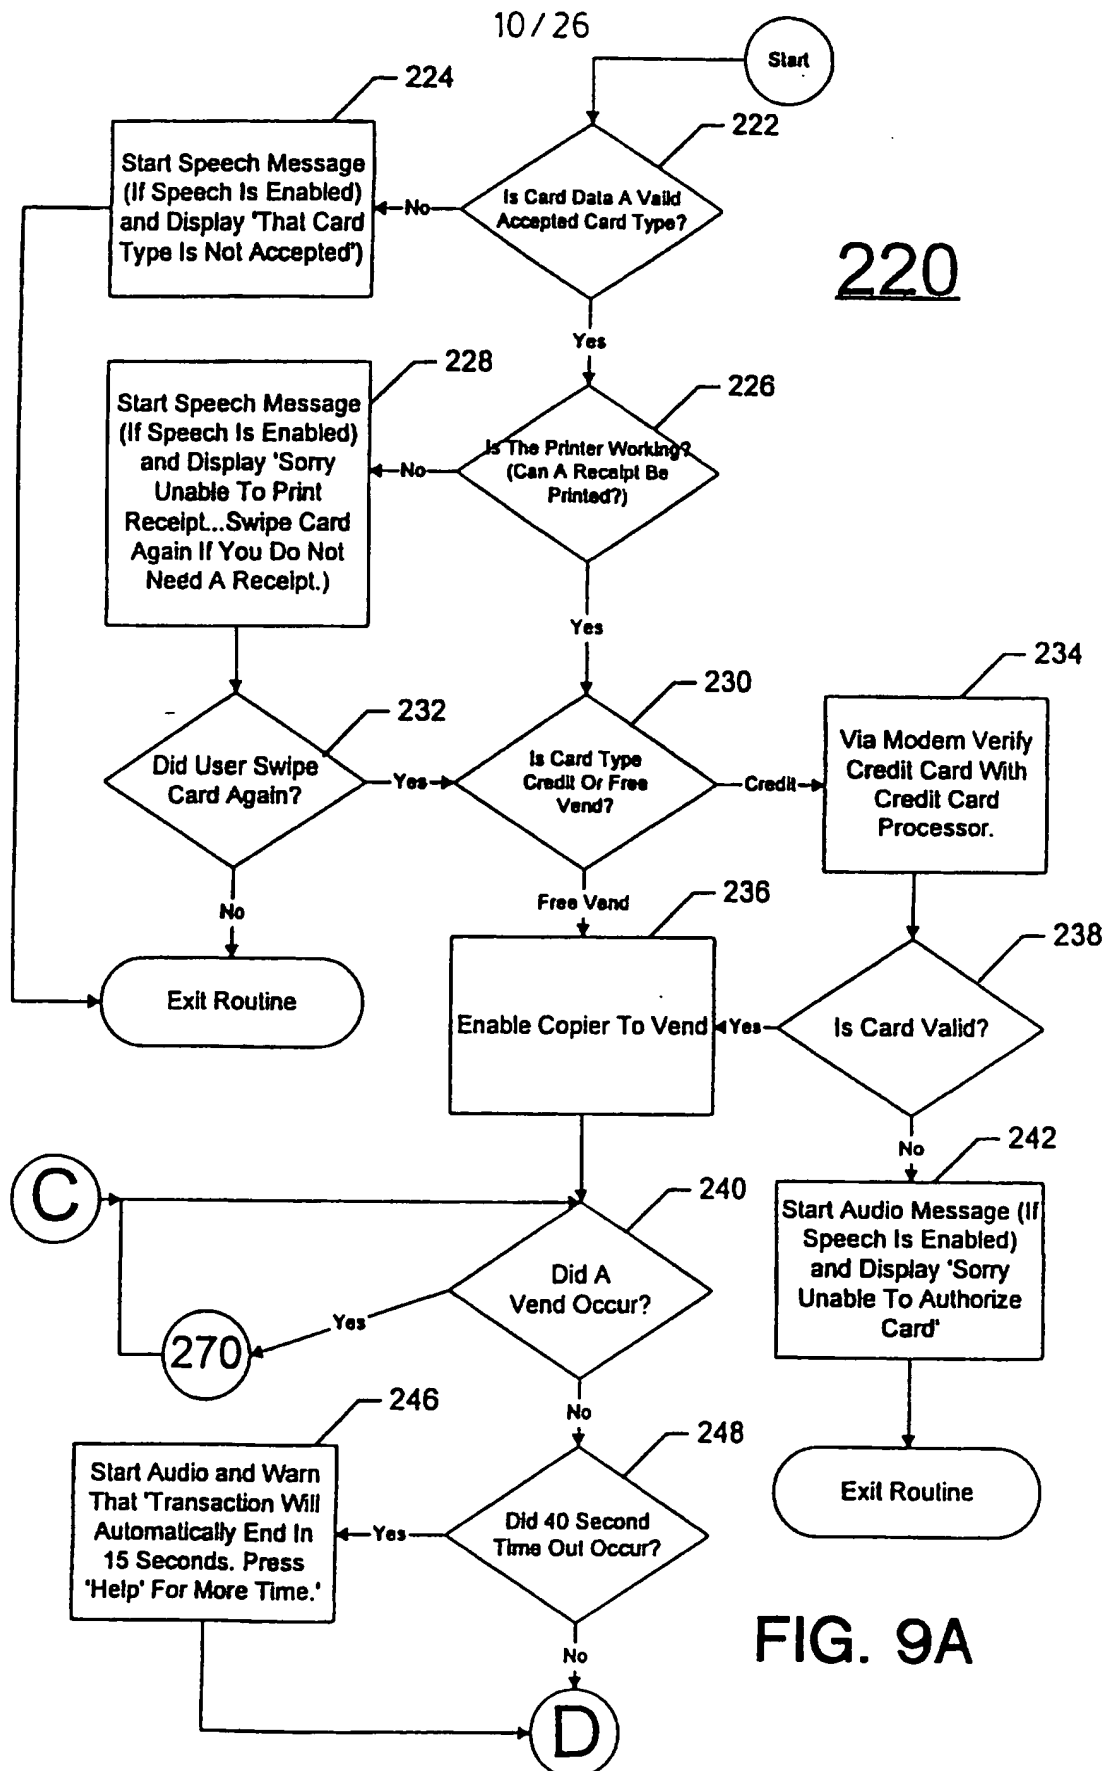 10/26
Start
224
222
Start Speech Message
(If Speech Is Enabled)
and Display 'That Card
Type Is Not Accepted')
No
Is Card Data A Valid
Accepted Card Type?
220
Yes
228
226
Start Speech Message
(If Speech Is Enabled)
and Display 'Sorry
Unable To Print
Receipt...Swipe Card
Again If You Do Not
Need A Receipt.)
No
Is The Printer Working?
(Can A Receipt Be
Printed?)
Yes
234
230
232
Did User Swipe
Card Again?
Yes
Is Card Type
Credit Or Free
Vend?
Credit
Via Modem Verify
Credit Card With
Credit Card
Processor.
No
Free Vend
236
238
Exit Routine
Enable Copier To Vend
Yes
Is Card Valid?
No
242
C
240
Start Audio Message (If
Speech Is Enabled)
and Display 'Sorry
Unable To Authorize
Card'
Did A
Vend Occur?
Yes
270
No
246
248
Start Audio and Warn
That 'Transaction Will
Automatically End In
15 Seconds. Press
'Help' For More Time.'
Yes
Did 40 Second
Time Out Occur?
Exit Routine
No
FIG. 9A
D